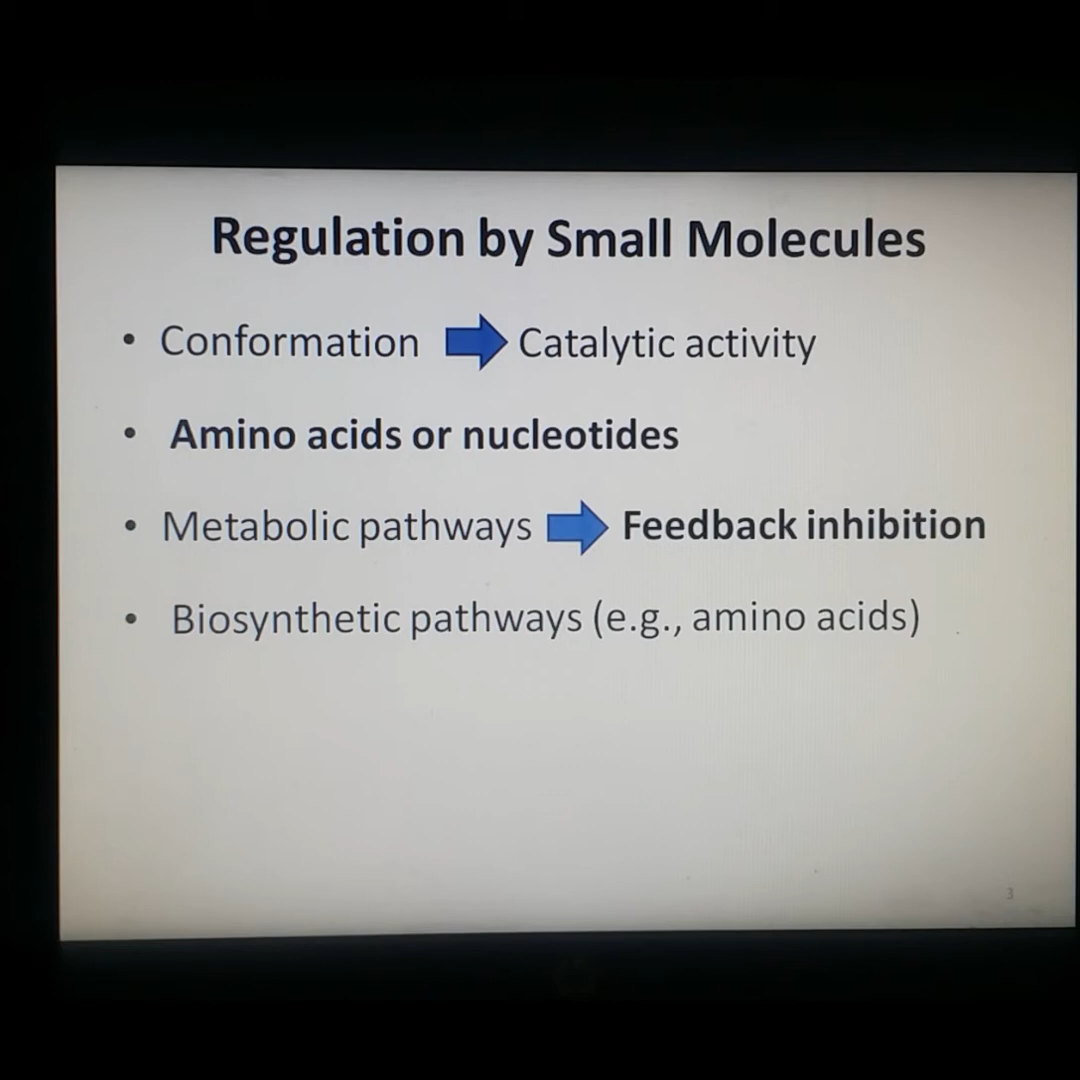 Regulation by Small Molecules
• Conformation Catalytic activity
• Amino acids or nucleotides
• Metabolic pathways Feedback inhibition
• Biosynthetic pathways (e.g., amino acids)
3